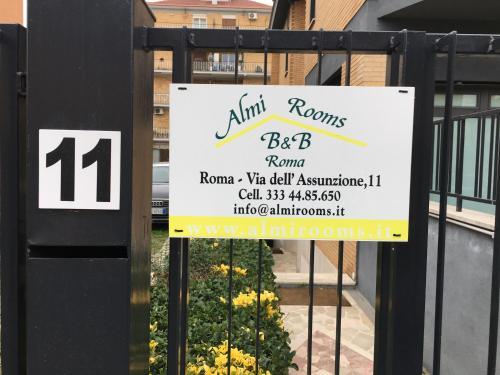 11
Almi Rooms
B&B
Roma
Roma - Via dell' Assunzione,11
Cell. 333 44.85.650
info@almirooms.it
www.almirooms.it